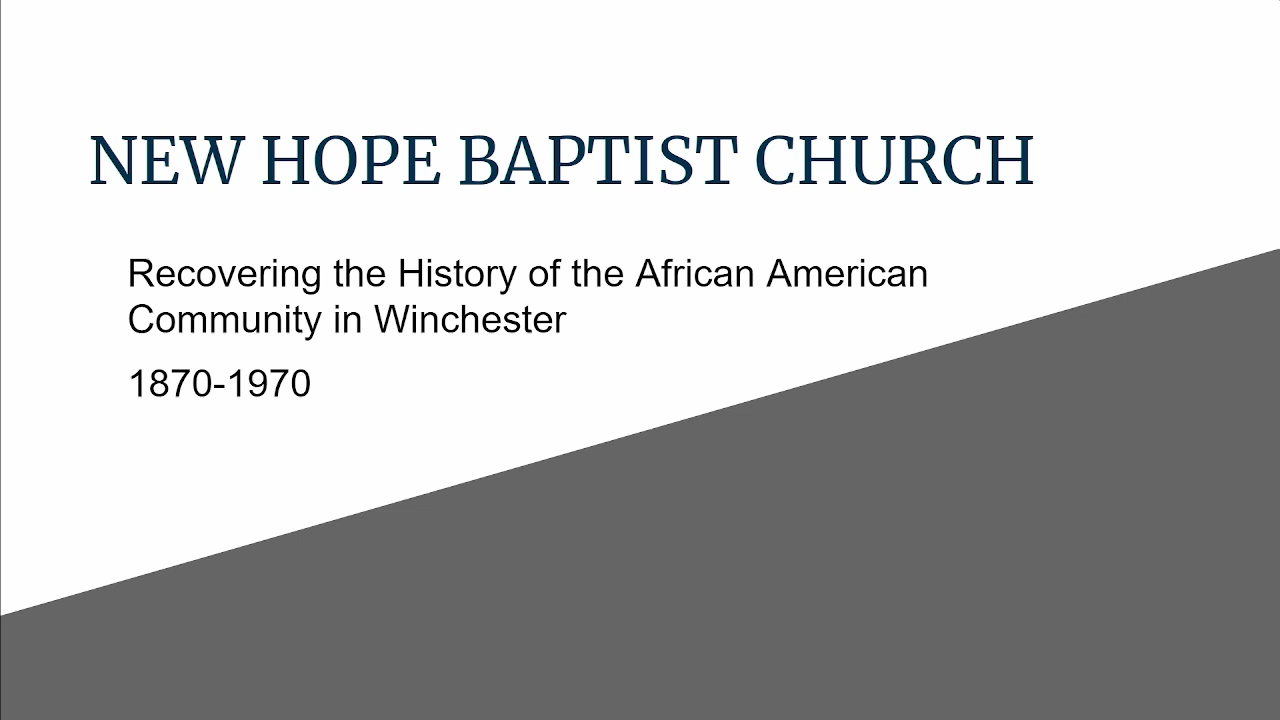 NEW HOPE BAPTIST CHURCH
Recovering the History of the African American
Community in Winchester
1870-1970